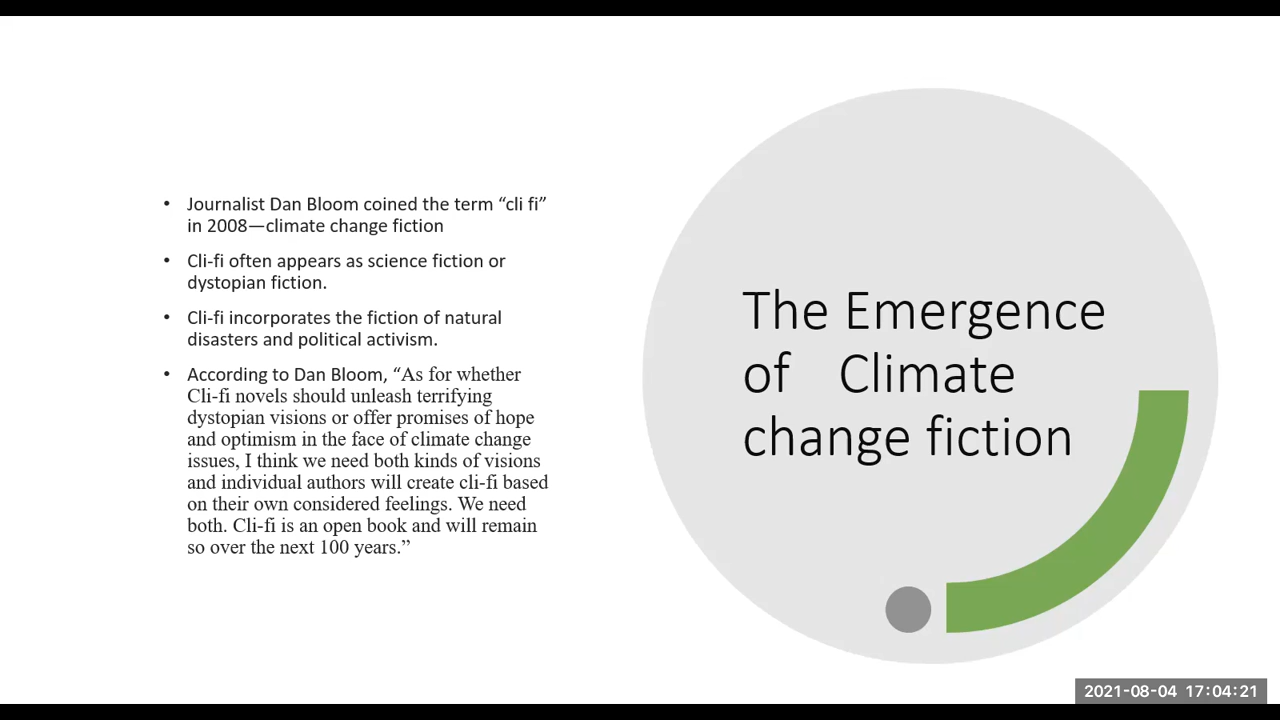 • Journalist Dan Bloom coined the term “cli fi”
in 2008—climate change fiction
• Cli-fi often appears as science fiction or
dystopian fiction.
• Cli-fi incorporates the fiction of natural
disasters and political activism.
• According to Dan Bloom, “As for whether
Cli-fi novels should unleash terrifying
dystopian visions or offer promises of hope
and optimism in the face of climate change
issues, I think we need both kinds of visions
and individual authors will create cli-fi based
on their own considered feelings. We need
both. Cli-fi is an open book and will remain
so over the next 100 years.”
The Emergence
of Climate
change fiction
2021-08-04 17:04:21